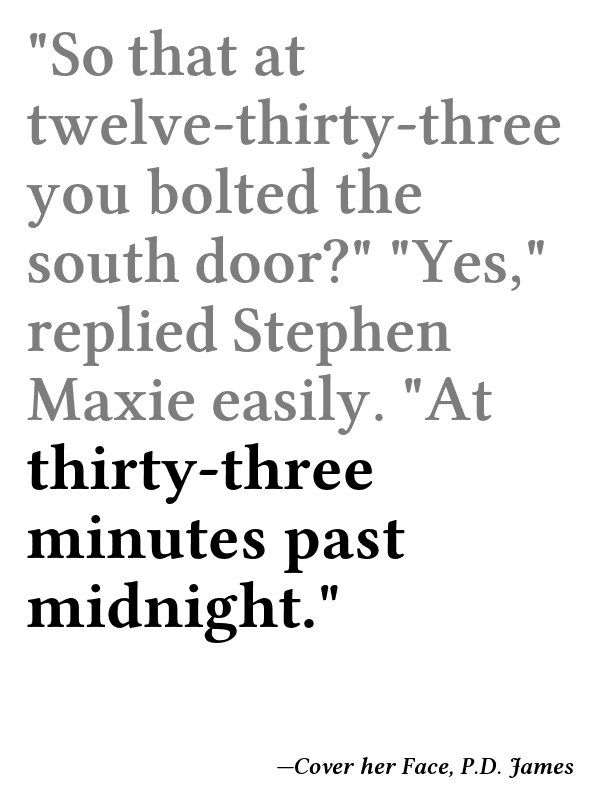 "So that at
twelve-thirty-three
you bolted the
south door?" "Yes,"
replied Stephen
Maxie easily. "At
thirty-three
minutes past
midnight."
—Cover her Face, P.D. James